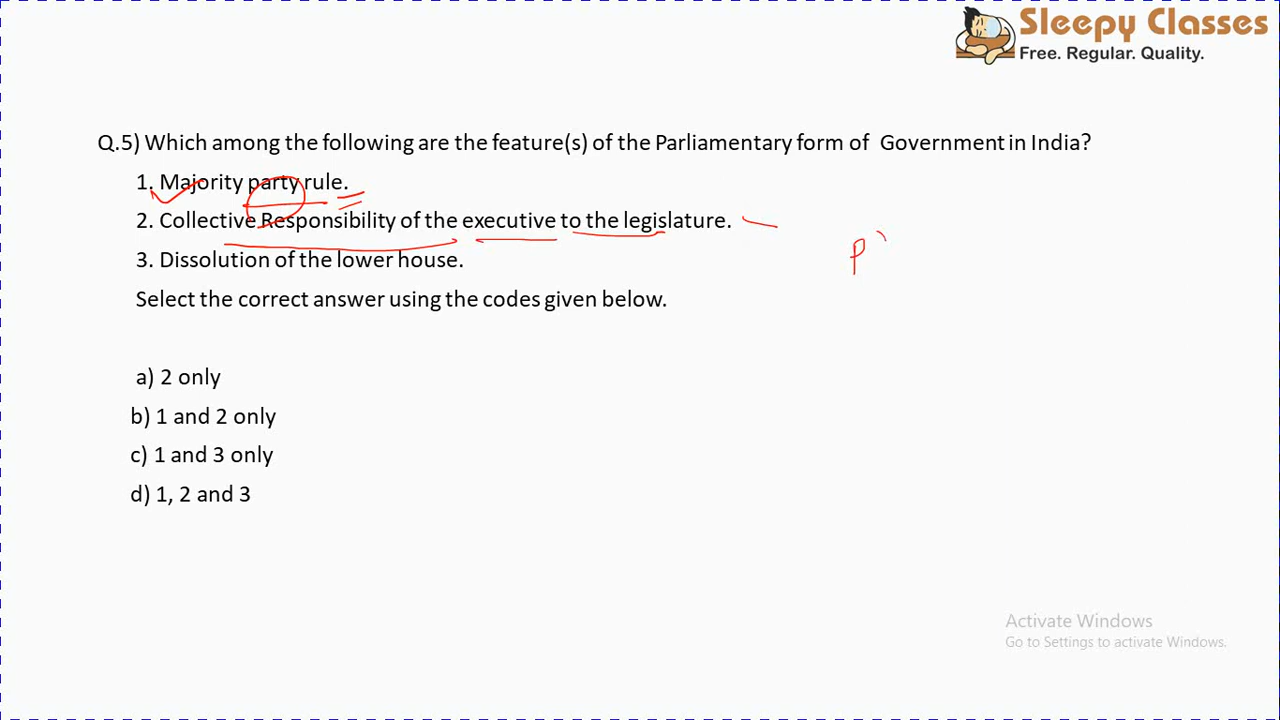 Sleepy Classes
Free. Regular. Quality.
Q.5) Which among the following are the feature(s) of the Parliamentary form of Government in India?
1. Majority party rule.
2. Collective Responsibility of the executive to the legislature.
P
3. Dissolution of the lower house.
Select the correct answer using the codes given below.
a) 2 only
b) 1 and 2 only
c) 1 and 3 only
d) 1, 2 and 3
Activate Windows
Go to Settings to activate Windows.